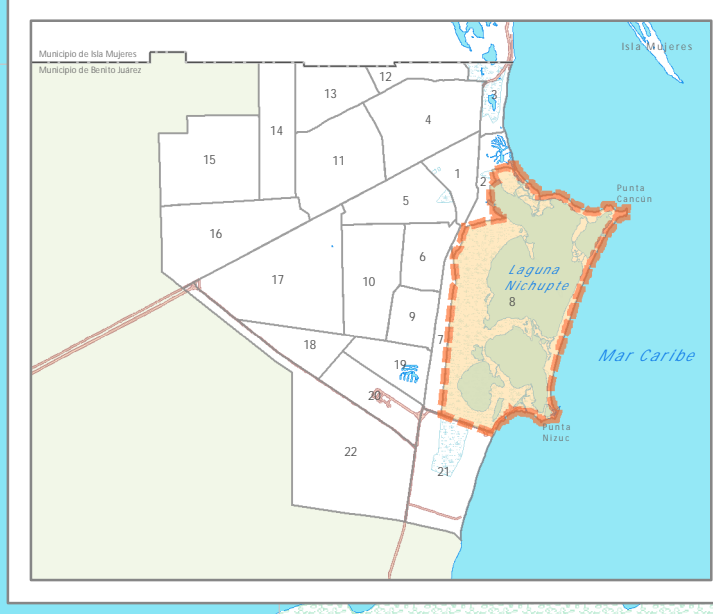 Isla Mujeres
Municipio de Isla Mujeres
Municipio de Benito Juárez
12
13
3
4
14
11
15
1
2
Punta
Cancún
5
16
6
Laguna
Nichupte
17
10
8
9
7
18
Mar Caribe
19
20
Punta
Nizuc
22
21